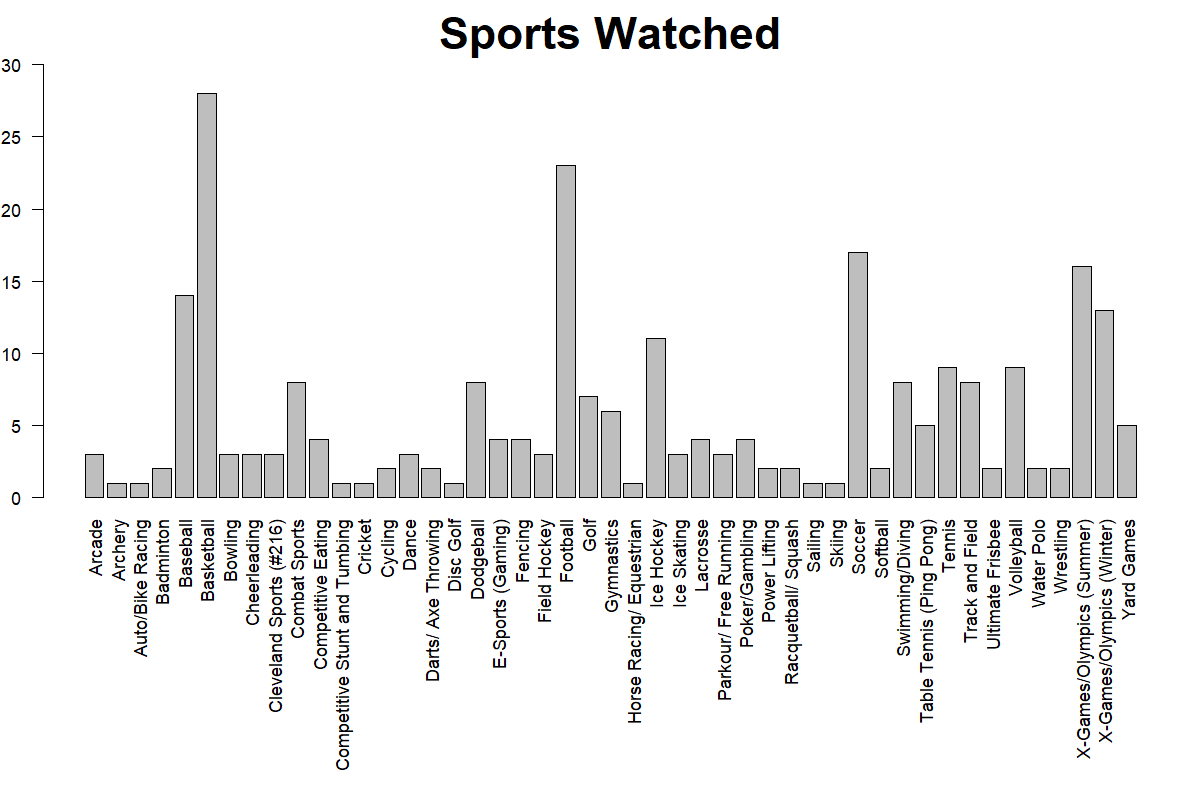 Sports Watched
30
25
20
15
10
5
0
Arcade
Archery
Auto/Bike Racing
Badminton
Baseball
Basketball
Bowling
Cheerleading
Cleveland Sports (#216)
Combat Sports
Competitive Eating
Competitive Stunt and Tumbing
Cricket
Cycling
Dance
Darts/ Axe Throwing
Disc Golf
Dodgeball
E-Sports (Gaming)
Fencing
Field Hockey
Football
Golf
Gymnastics
Horse Racing/ Equestrian
Ice Hockey
Ice Skating
Lacrosse
Parkour/ Free Running
Poker/Gambling
Power Lifting
Racquetball/ Squash
Sailing
Skiing
Soccer
Softball
Swimming/Diving
Table Tennis (Ping Pong)
Tennis
Track and Field
Ultimate Frisbee
Volleyball
Water Polo
Wrestling
X-Games/Olympics (Summer)
X-Games/Olympics (Winter)
Yard Games